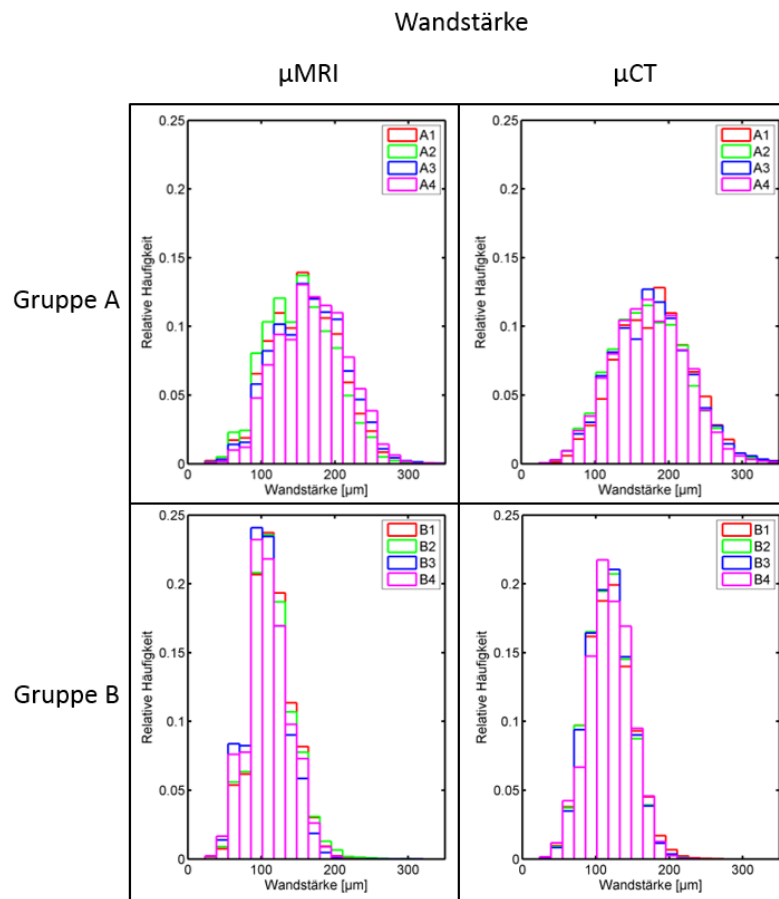 Wandstärke
µMRI
µCT
Gruppe A
0.25
0.2
0.15
0.1
0.05
0
Relative Häufigkeit
0
100
200
300
Wandstärke [µm]
A1
A2
A3
A4
0.25
0.2
0.15
0.1
0.05
0
Relative Häufigkeit
0
100
200
300
Wandstärke [µm]
A1
A2
A3
A4
Gruppe B
0.25
0.2
0.15
0.1
0.05
0
Relative Häufigkeit
0
100
200
300
Wandstärke [µm]
B1
B2
B3
B4
0.25
0.2
0.15
0.1
0.05
0
Relative Häufigkeit
0
100
200
300
Wandstärke [µm]
B1
B2
B3
B4